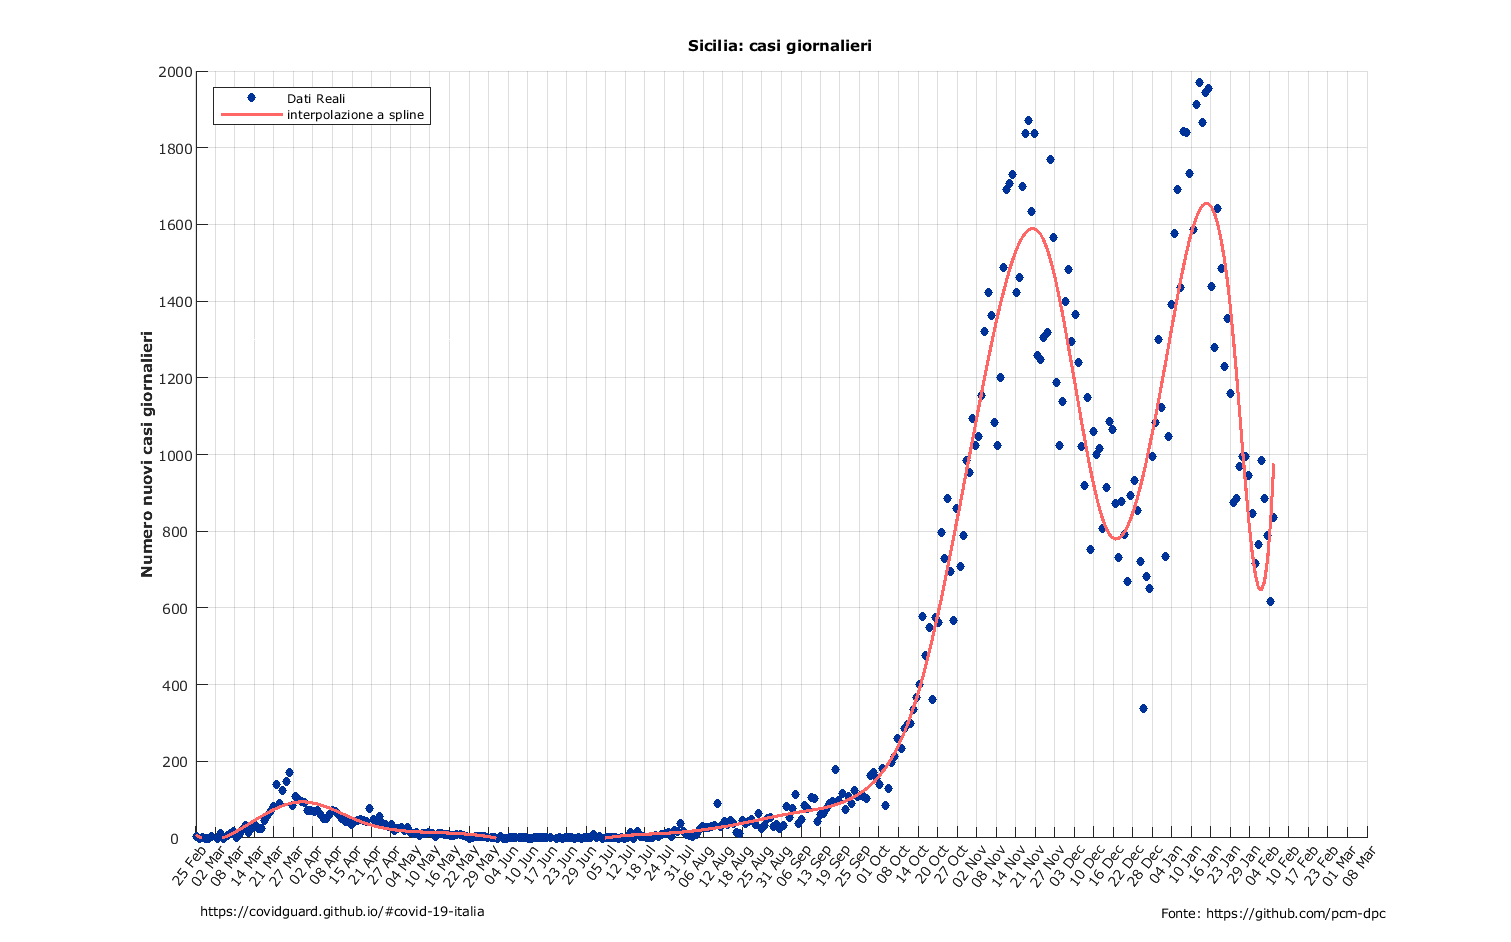 Sicilia: casi giornalieri
Dati Reali
interpolazione a spline
Numero nuovi casi giornalieri
2000
1800
1600
1400
1200
1000
800
600
400
200
0
25 Feb
02 Mar
08 Mar
14 Mar
21 Mar
27 Mar
02 Apr
08 Apr
15 Apr
21 Apr
27 Apr
04 May
10 May
16 May
22 May
29 May
04 Jun
10 Jun
17 Jun
23 Jun
29 Jun
05 Jul
12 Jul
18 Jul
24 Jul
31 Jul
06 Aug
12 Aug
18 Aug
25 Aug
31 Aug
06 Sep
13 Sep
19 Sep
25 Sep
01 Oct
08 Oct
14 Oct
20 Oct
27 Oct
02 Nov
08 Nov
14 Nov
21 Nov
27 Nov
03 Dec
10 Dec
16 Dec
22 Dec
28 Dec
04 Jan
10 Jan
16 Jan
23 Jan
29 Jan
04 Feb
10 Feb
17 Feb
23 Feb
01 Mar
08 Mar
https://covidguard.github.io/#covid-19-italia
Fonte: https://github.com/pcm-dpc